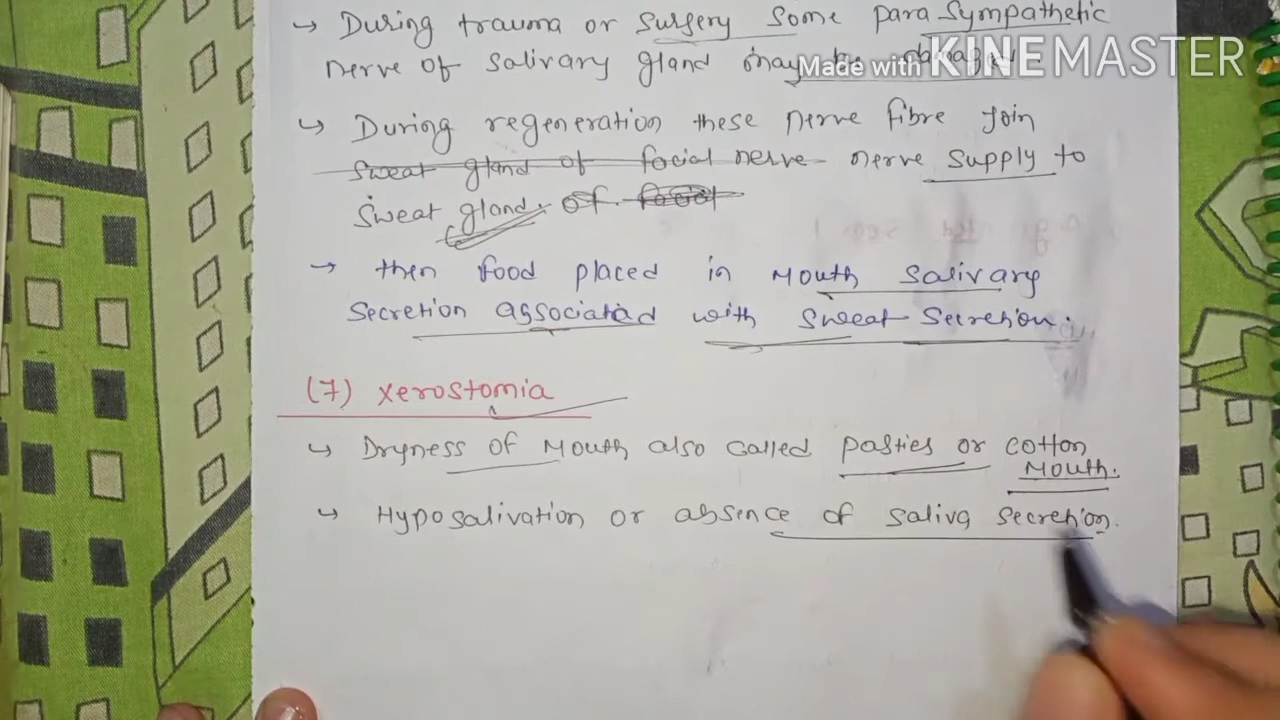 → During trauma or surgery some parasympathetic
nerve of salivary gland may be
Made with KINEMASTER
↳ During regeneration these nerve fibre join
sweat gland of facial nerve nerve supply to
sweat gland. of
→ then food placed in mouth salivary
secretion associated with sweat secretion.
(7) xerostomia
↳ Dryness of mouth also called pasties or cotton
mouth.
↳ Hyposalivation or absence of saliva secretion.